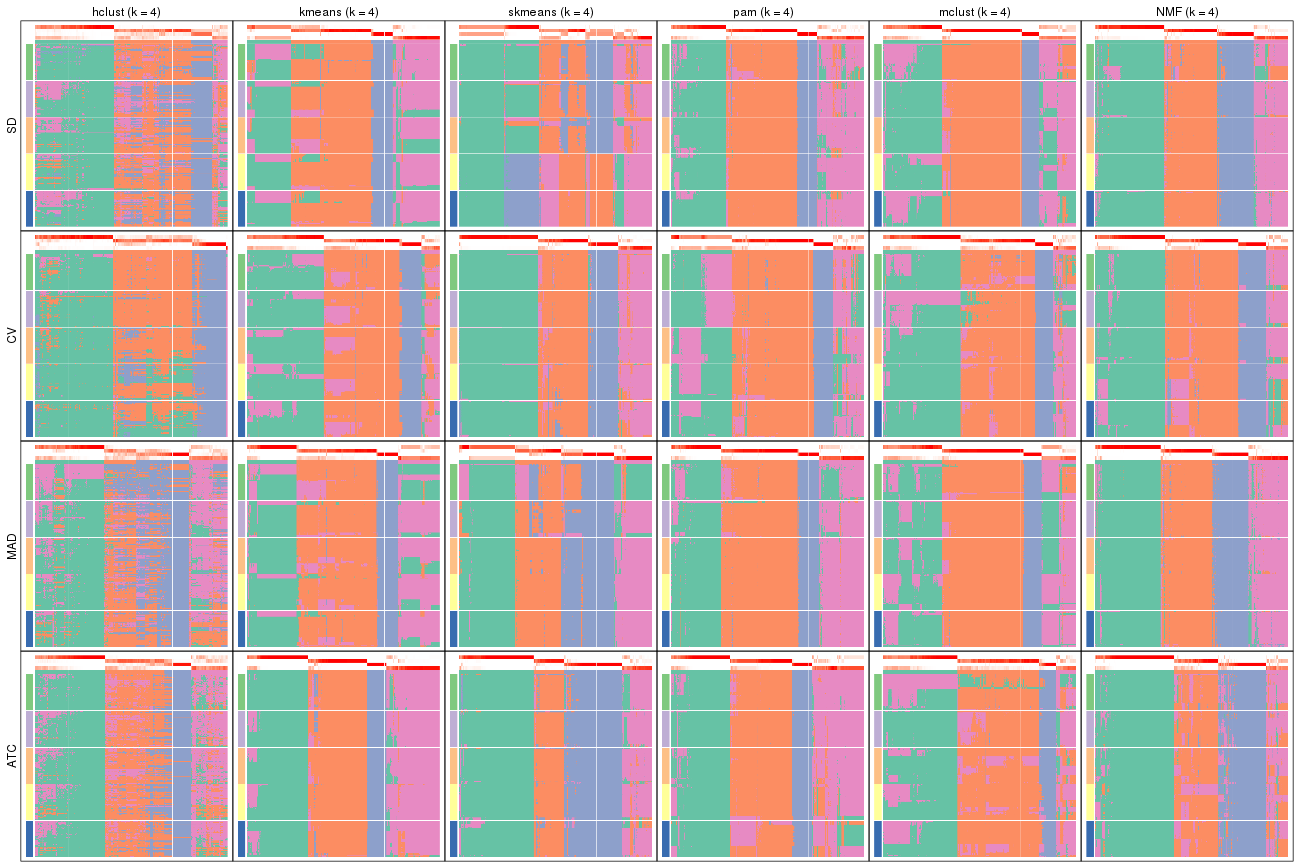 hclust (k = 4) kmeans (k = 4) skmeans (k = 4) pam (k = 4) mclust (k = 4) NMF (k = 4)
SD
CV
MAD
ATC